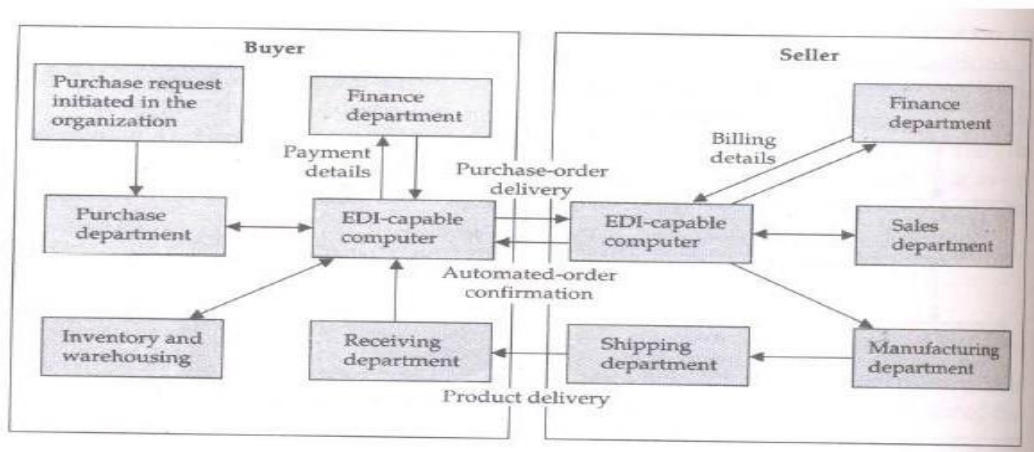 Buyer
Purchase request
initiated in the
organization
Finance
department
Payment
details
Purchase
department
EDI-capable
computer
Inventory and
warehousing
Receiving
department
Purchase-order
delivery
Automated-order
confirmation
Product delivery
Seller
Finance
department
Billing
details
EDI-capable
computer
Sales
department
Shipping
department
Manufacturing
department